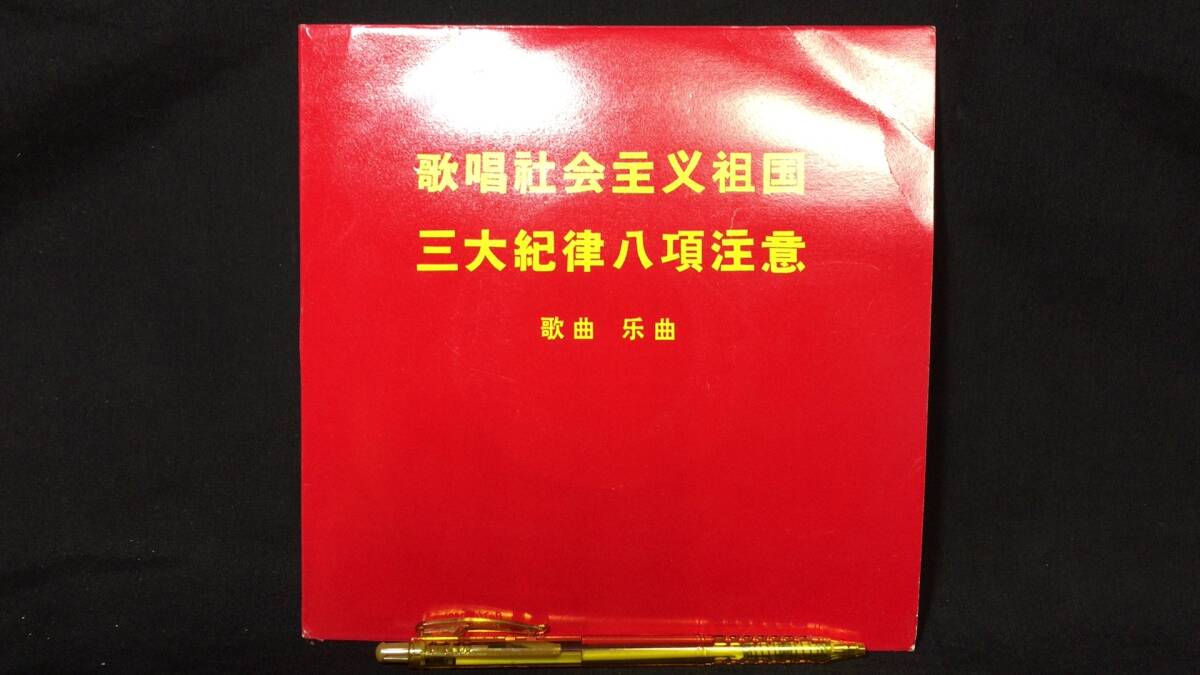 歌唱社会主义祖国
三大紀律八項注意
歌曲 乐曲